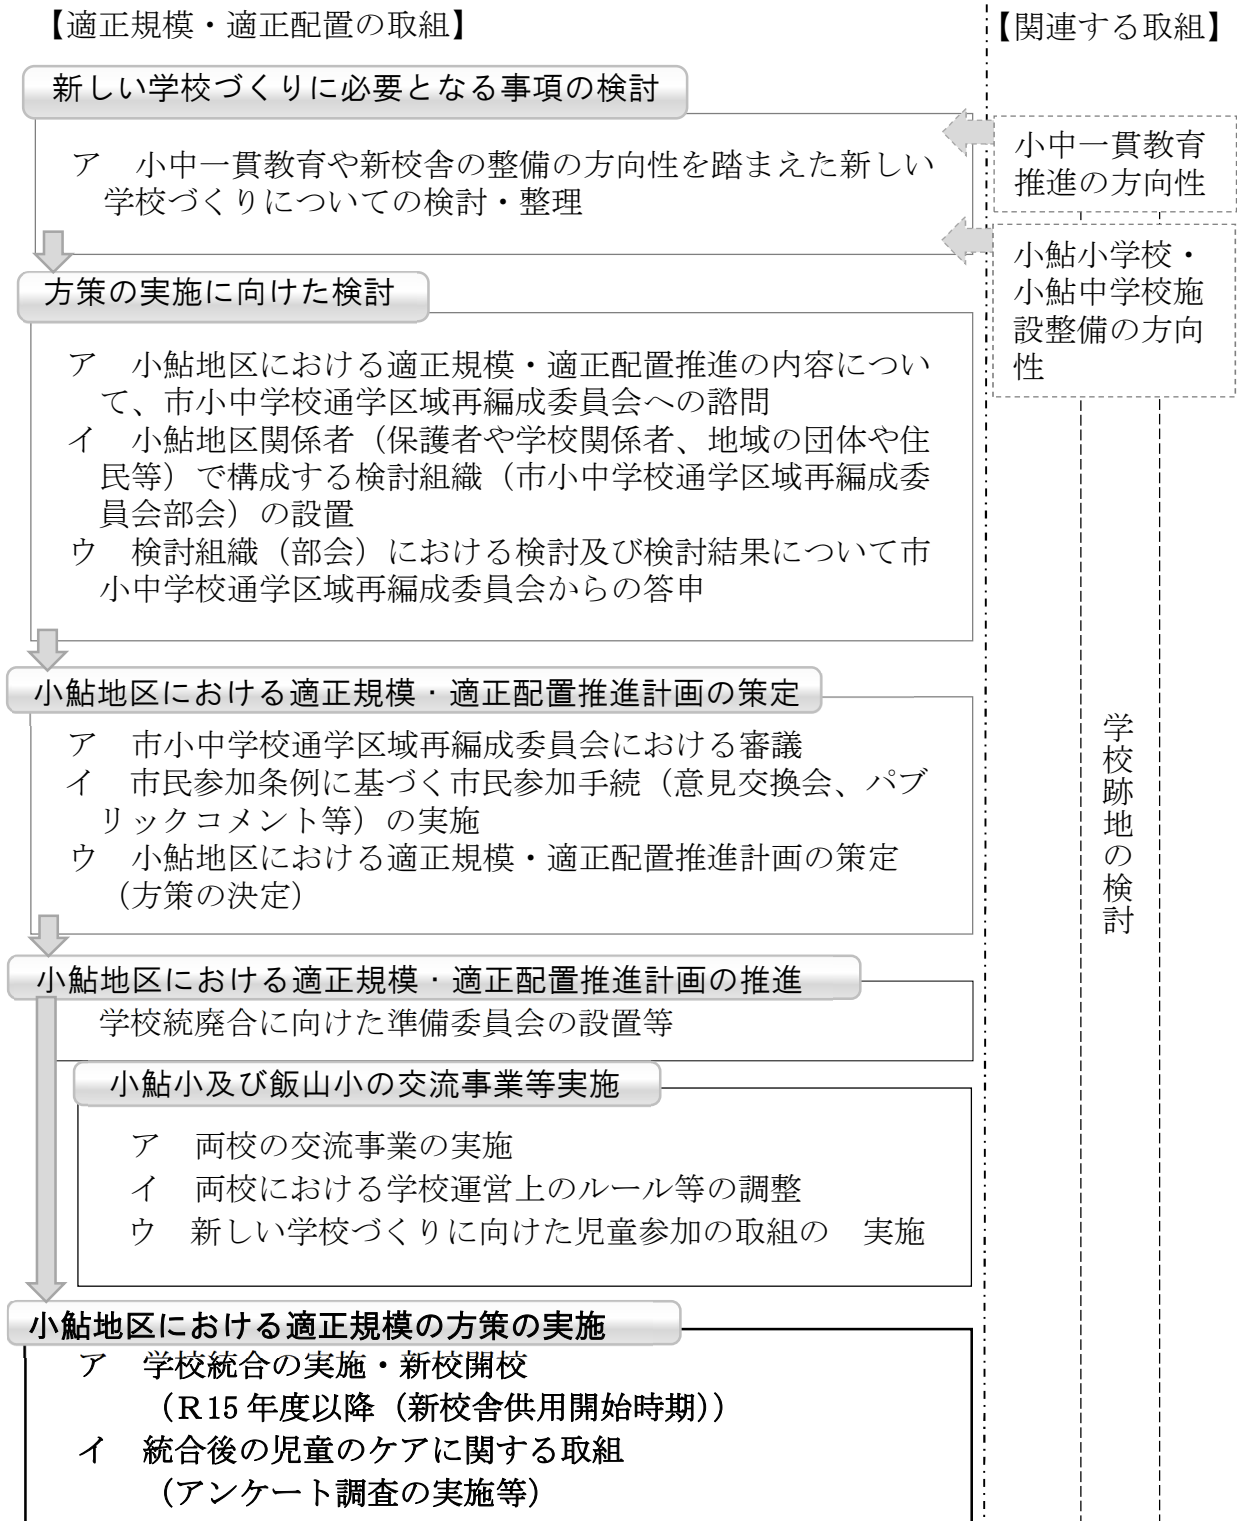 【適正規模・適正配置の取組】
新しい学校づくりに必要となる事項の検討
ア　小中一貫教育や新校舎の整備の方向性を踏まえた新しい
学校づくりについての検討・整理
方策の実施に向けた検討
ア　小鮎地区における適正規模・適正配置推進の内容につい
て、市小中学校通学区域再編成委員会への諮問
イ　小鮎地区関係者（保護者や学校関係者、地域の団体や住
民等）で構成する検討組織（市小中学校通学区域再編成委
員会部会）の設置
ウ　検討組織（部会）における検討及び検討結果について市
小中学校通学区域再編成委員会からの答申
小鮎地区における適正規模・適正配置推進計画の策定
ア　市小中学校通学区域再編成委員会における審議
イ　市民参加条例に基づく市民参加手続（意見交換会、パブ
リックコメント等）の実施
ウ　小鮎地区における適正規模・適正配置推進計画の策定
（方策の決定）
小鮎地区における適正規模・適正配置推進計画の推進
学校統廃合に向けた準備委員会の設置等
小鮎小及び飯山小の交流事業等実施
ア　両校の交流事業の実施
イ　両校における学校運営上のルール等の調整
ウ　新しい学校づくりに向けた児童参加の取組の　実施
小鮎地区における適正規模の方策の実施
ア　学校統合の実施・新校開校
（Ｒ15 年度以降（新校舎供用開始時期））
イ　統合後の児童のケアに関する取組
（アンケート調査の実施等）
【関連する取組】
小中一貫教育
推進の方向性
小鮎小学校・
小鮎中学校施
設整備の方向
性
学校跡地の検討